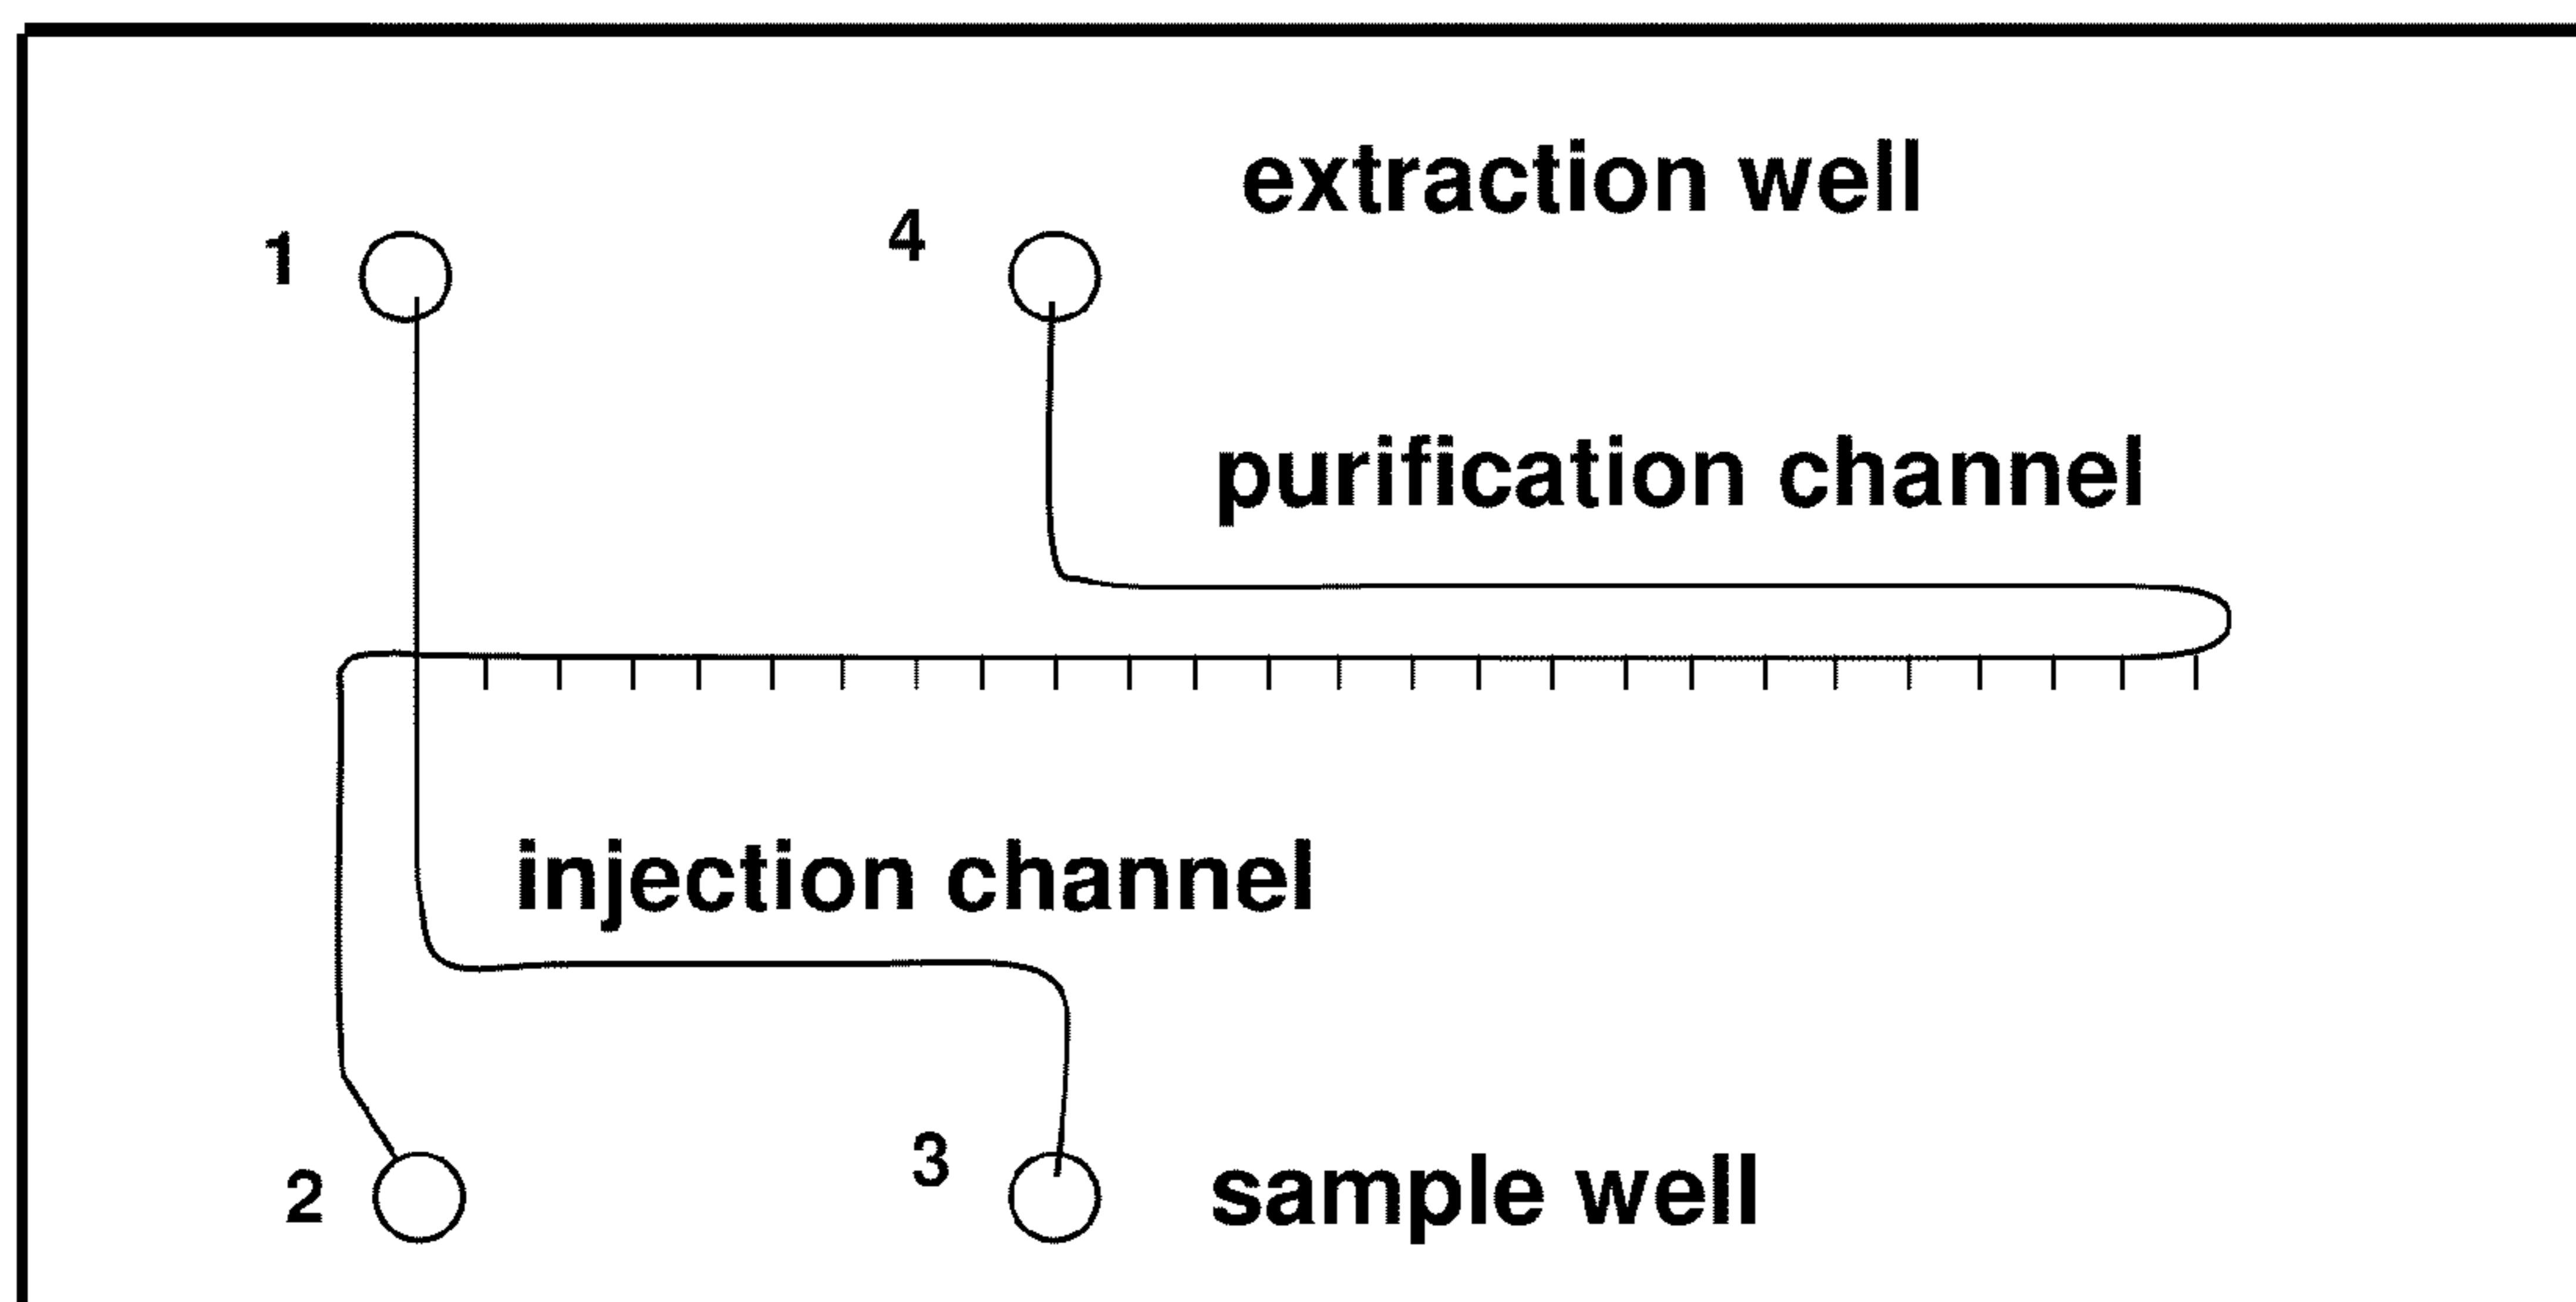 extraction well
1
4
purification channel
injection channel
2
3
sample well